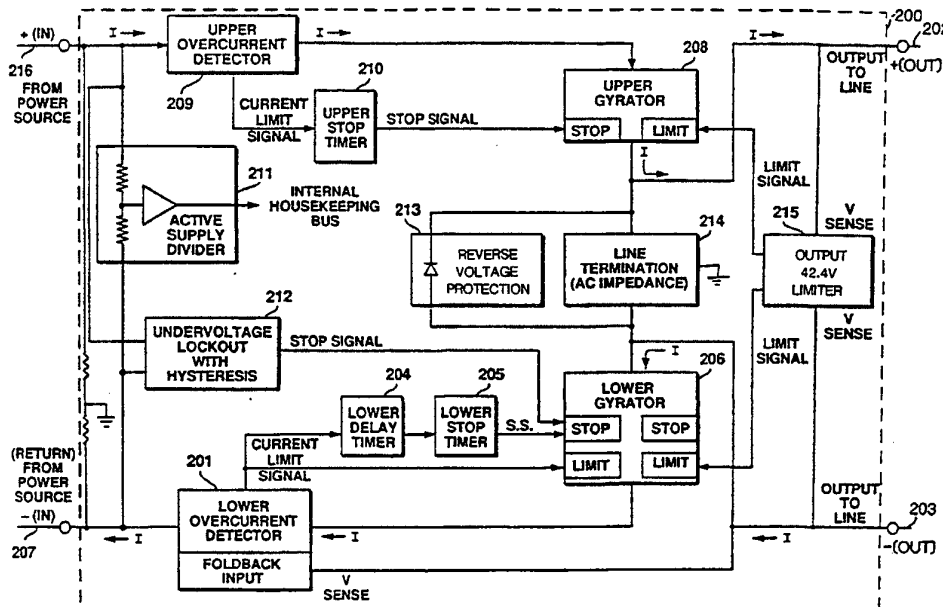 + (IN)
216
FROM
POWER
SOURCE
I
UPPER
OVERCURRENT
DETECTOR
209
I
CURRENT
LIMIT
SIGNAL
210
UPPER
STOP
TIMER
STOP SIGNAL
208
UPPER
GYRATOR
STOP
LIMIT
I
I
200
202
OUTPUT
TO
LINE
+(OUT)
211
ACTIVE
SUPPLY
DIVIDER
INTERNAL
HOUSEKEEPING
BUS
213
REVERSE
VOLTAGE
PROTECTION
214
LINE
TERMINATION
(AC IMPEDANCE)
LIMIT
SIGNAL
V
SENSE
215
OUTPUT
42.4V
LIMITER
V
SENSE
LIMIT
SIGNAL
212
UNDERVOLTAGE
LOCKOUT
WITH
HYSTERESIS
STOP SIGNAL
204
LOWER
DELAY
TIMER
205
LOWER
STOP
TIMER
S.S.
I
206
LOWER
GYRATOR
STOP
STOP
LIMIT
LIMIT
(RETURN)
FROM
POWER
SOURCE
- (IN)
207
I
201
CURRENT
LIMIT
SIGNAL
LOWER
OVERCURRENT
DETECTOR
FOLDBACK
INPUT
I
V
SENSE
OUTPUT
TO
LINE
I
203
-(OUT)